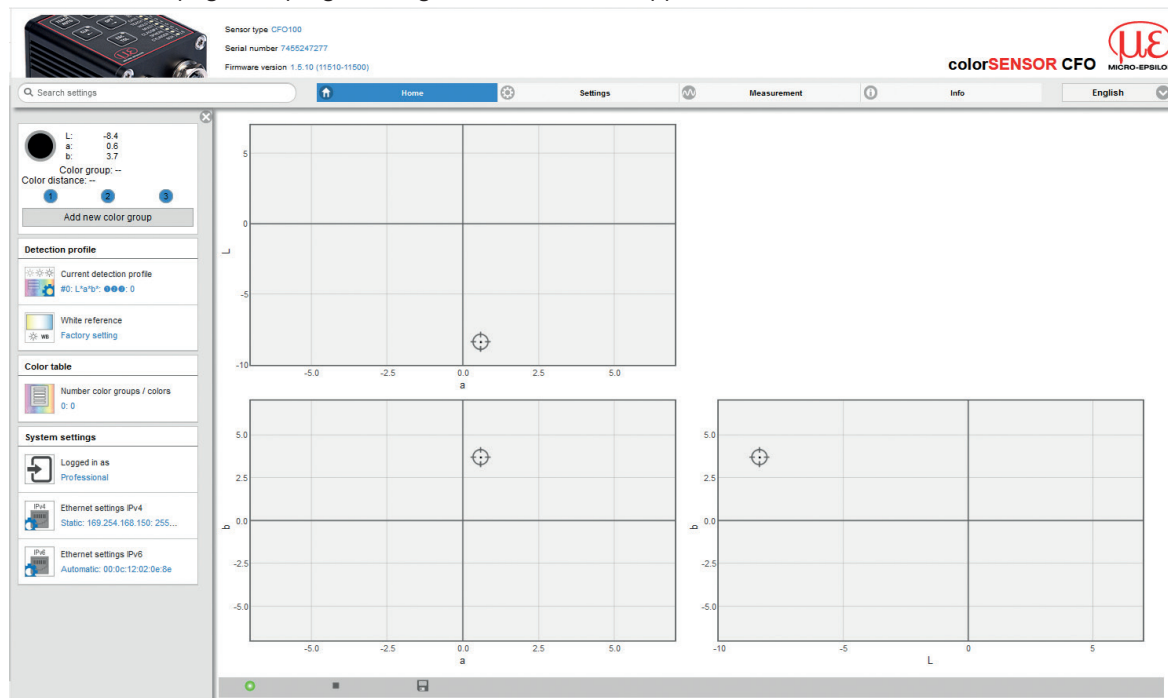 Sensor type CFO100
Serial number 7455247277
Firmware version 1.5.10 (11510-11500)
colorSENSOR CFO
με
MICRO-EPSILON
Search settings
Home
Settings
Measurement
Info
English
L: -8.4
a: 0.6
b: 3.7
Color group: --
Color distance: --
1 2 3
Add new color group
Detection profile
Current detection profile
#0: L*a*b*: ❶❷❸: 0
White reference
WB
Factory setting
Color table
Number color groups / colors
0: 0
System settings
Logged in as
Professional
IPv4
Ethernet settings IPv4
Static: 169.254.168.150: 255...
IPv6
Ethernet settings IPv6
Automatic: 00:0c:12:02:0e:8e
5
0
L
-5
-10
-5.0 -2.5 0.0 2.5 5.0
a
5.0
2.5
b 0.0
-2.5
-5.0
-5.0 -2.5 0.0 2.5 5.0
a
5.0
2.5
b 0.0
-2.5
-5.0
-10 -5 0 5
L